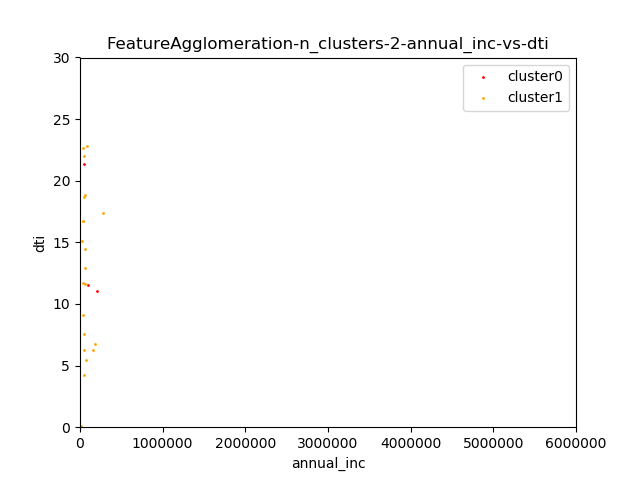 FeatureAgglomeration-n_clusters-2-annual_inc-vs-dti
cluster0
cluster1
30
25
20
15
10
5
0
dti
0 1000000 2000000 3000000 4000000 5000000 6000000
annual_inc